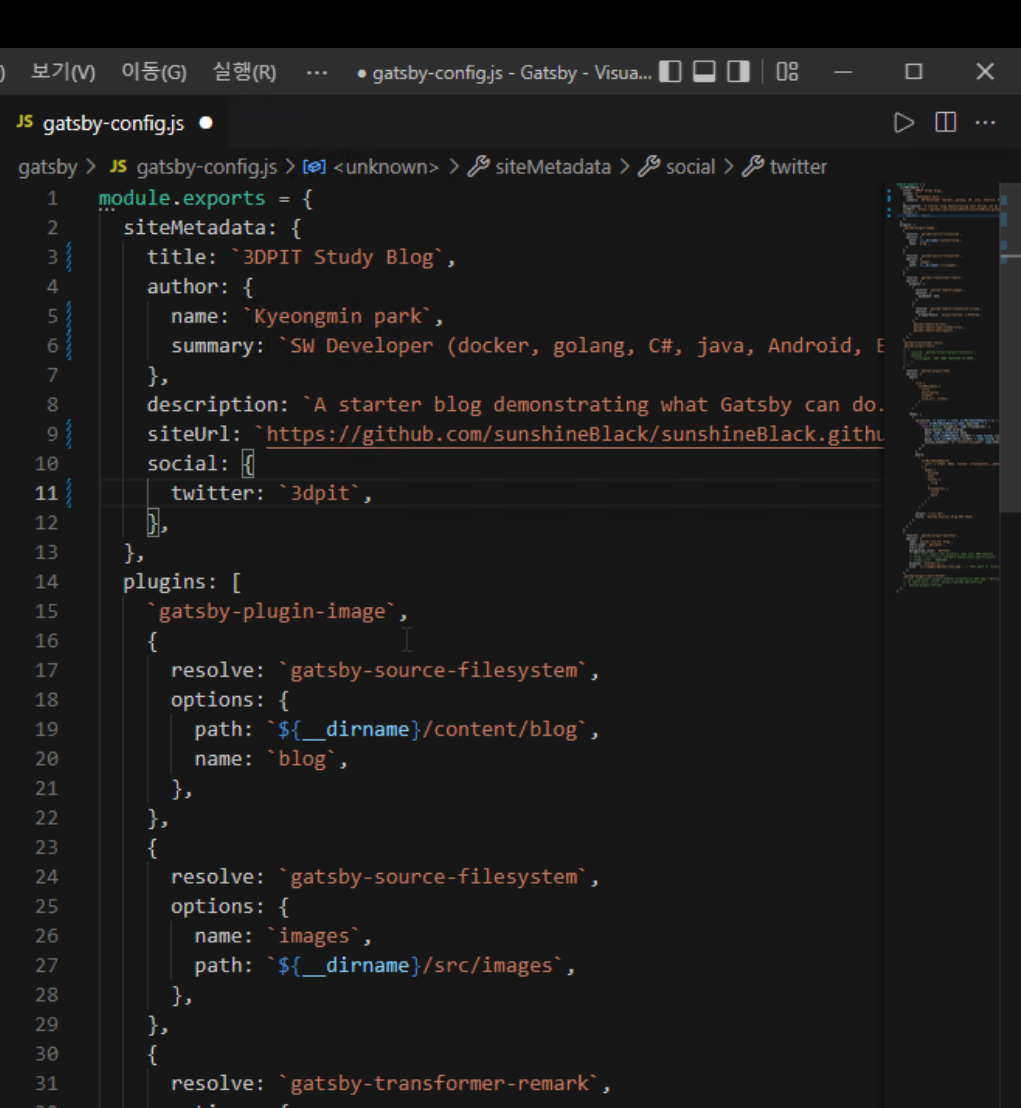 ) 보기(V) 이동(G) 실행(R) ··· ● gatsby-config.js - Gatsby - Visua...
JS gatsby-config.js ●
gatsby > JS gatsby-config.js > <unknown> > siteMetadata > social > twitter
1 module.exports = {
2 siteMetadata: {
3 title: `3DPIT Study Blog`,
4 author: {
5 name: `Kyeongmin park`,
6 summary: `SW Developer (docker, golang, C#, java, Android, E
7 },
8 description: `A starter blog demonstrating what Gatsby can do.
9 siteUrl: `https://github.com/sunshineBlack/sunshineBlack.githu
10 social: {
11 twitter: `3dpit`,
12 },
13 },
14 plugins: [
15 `gatsby-plugin-image`,
16 {
17 resolve: `gatsby-source-filesystem`,
18 options: {
19 path: `${__dirname}/content/blog`,
20 name: `blog`,
21 },
22 },
23 {
24 resolve: `gatsby-source-filesystem`,
25 options: {
26 name: `images`,
27 path: `${__dirname}/src/images`,
28 },
29 },
30 {
31 resolve: `gatsby-transformer-remark`,